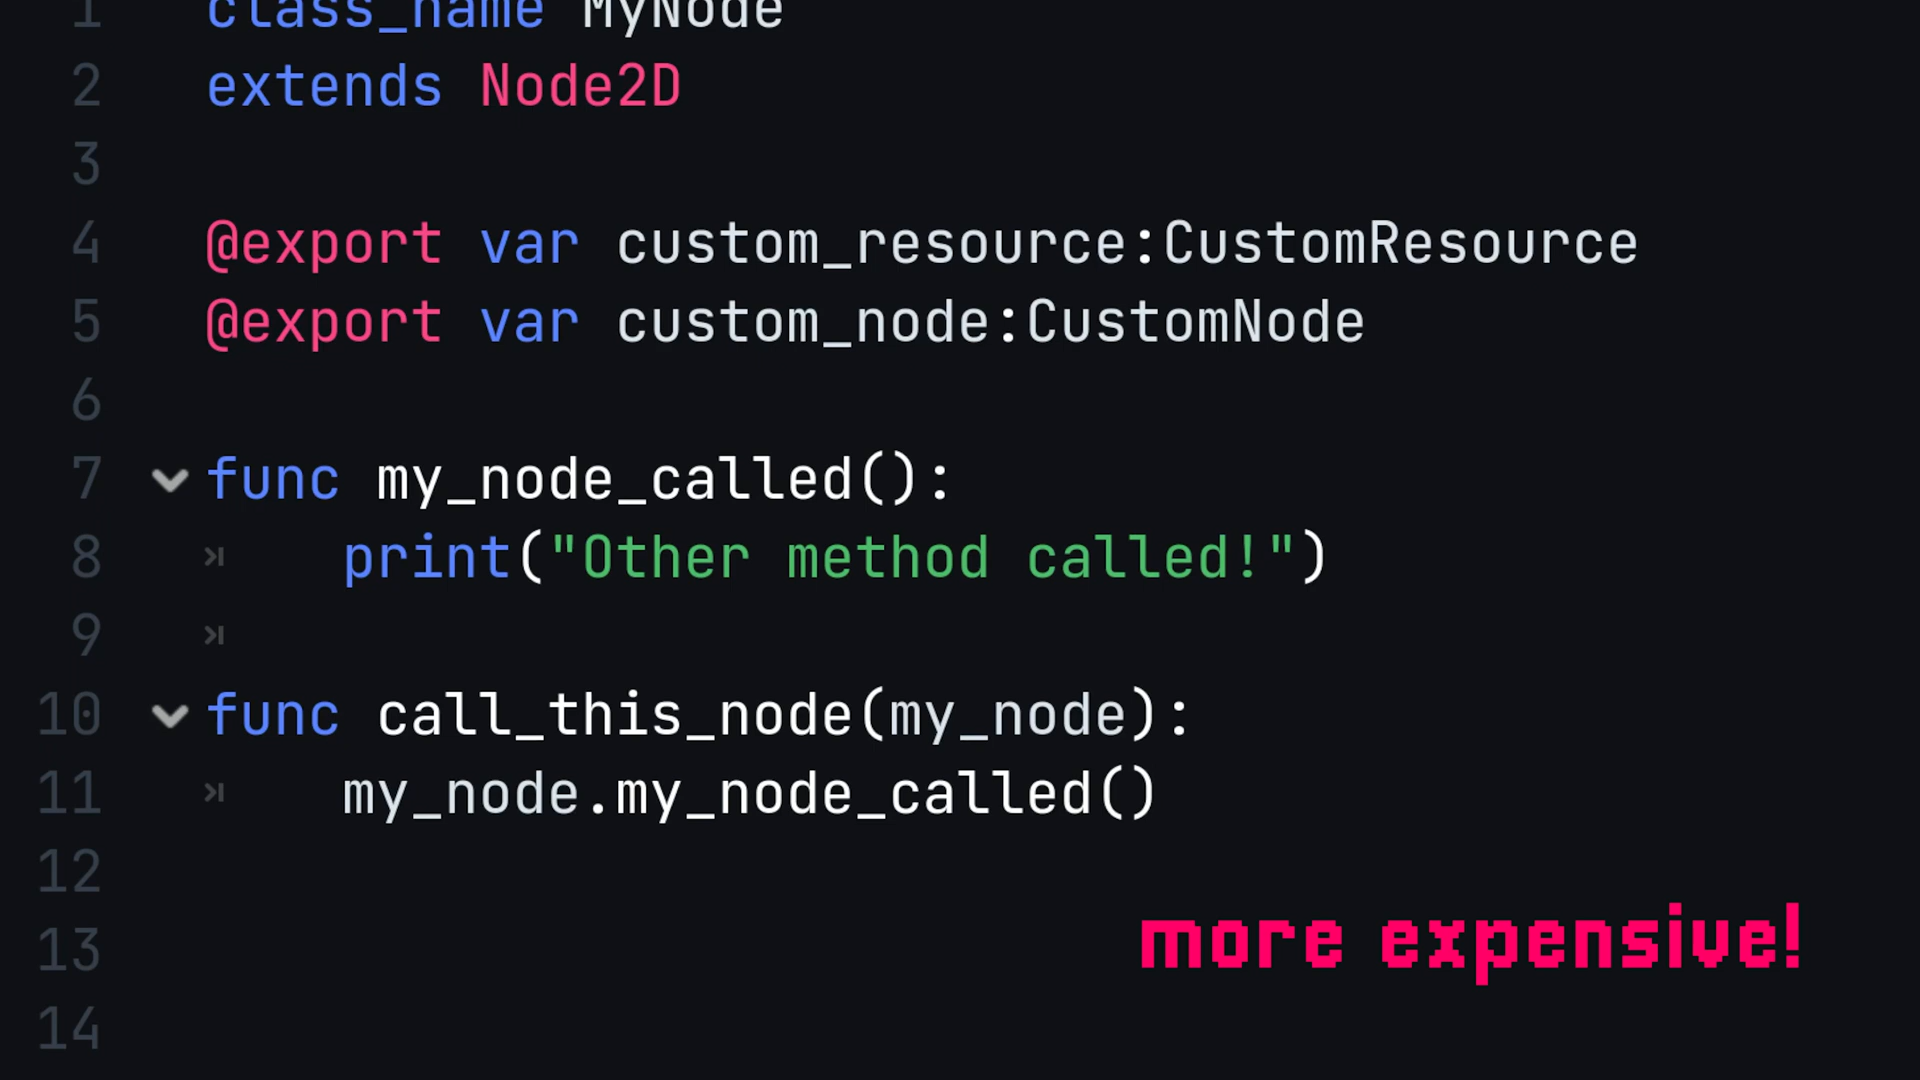 1 class_name MyNode
2 extends Node2D
3
4 @export var custom_resource:CustomResource
5 @export var custom_node:CustomNode
6
7 func my_node_called():
8 print("Other method called!")
9
10 func call_this_node(my_node):
11 my_node.my_node_called()
12
more expensive!
13
14